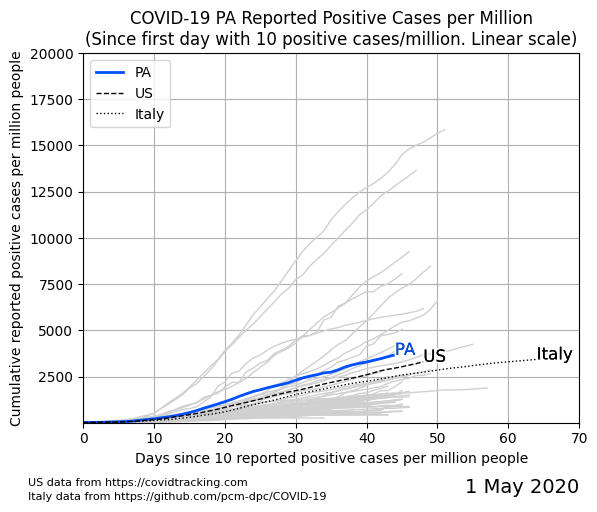 COVID-19 PA Reported Positive Cases per Million
(Since first day with 10 positive cases/million. Linear scale)
Cumulative reported positive cases per million people
20000
17500
15000
12500
10000
7500
5000
2500
PA
US
Italy
PA
US
Italy
0 10 20 30 40 50 60 70
Days since 10 reported positive cases per million people
US data from https://covidtracking.com
Italy data from https://github.com/pcm-dpc/COVID-19
1 May 2020